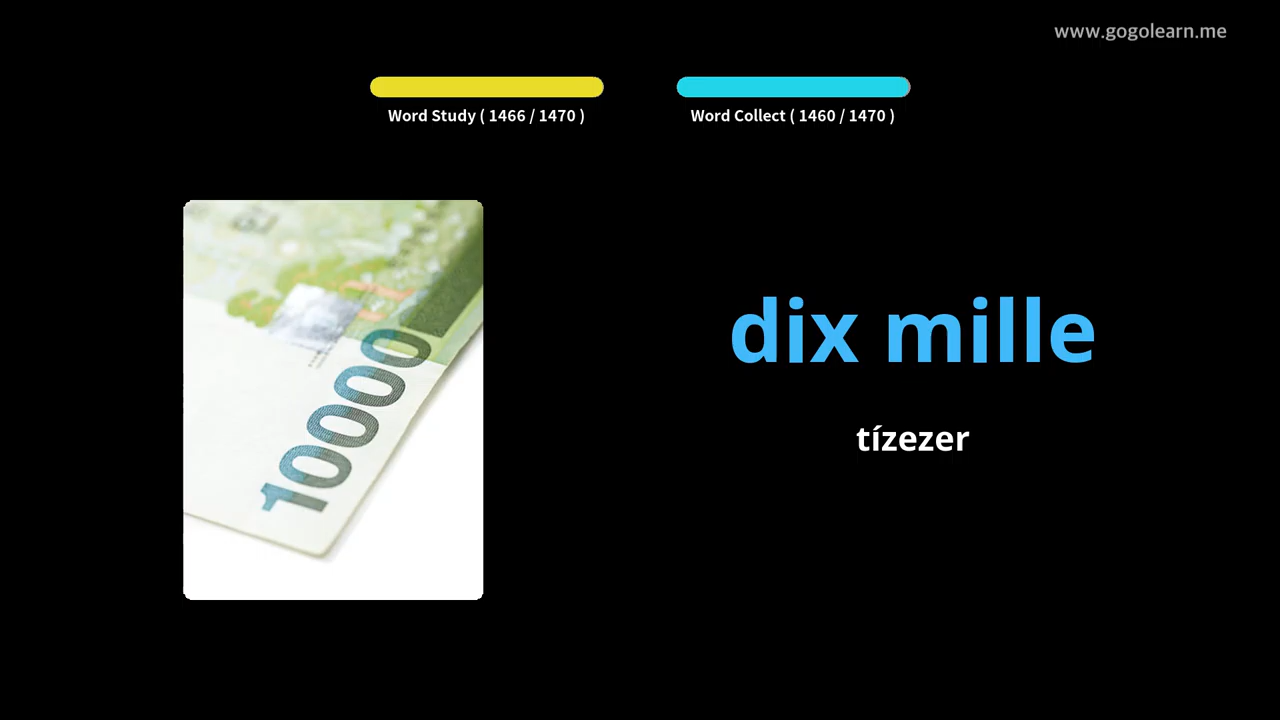 www.gogolearn.me
Word Study ( 1466 / 1470 )
Word Collect ( 1460 / 1470 )
10000
dix mille
tízezer